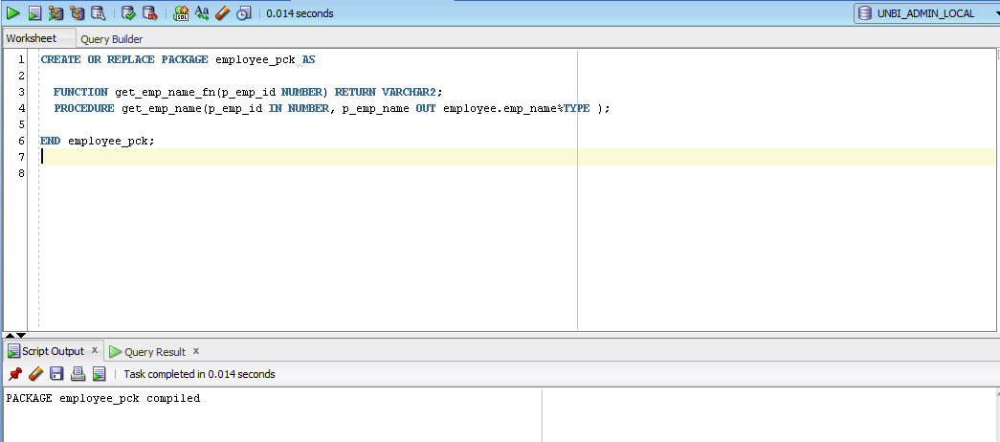 0.014 seconds
UNBI_ADMIN_LOCAL
Worksheet Query Builder
1 CREATE OR REPLACE PACKAGE employee_pck AS
2
3 FUNCTION get_emp_name_fn(p_emp_id NUMBER) RETURN VARCHAR2;
4 PROCEDURE get_emp_name(p_emp_id IN NUMBER, p_emp_name OUT employee.emp_name%TYPE );
5
6 END employee_pck;
7
8
Script Output x Query Result x
Task completed in 0.014 seconds
PACKAGE employee_pck compiled